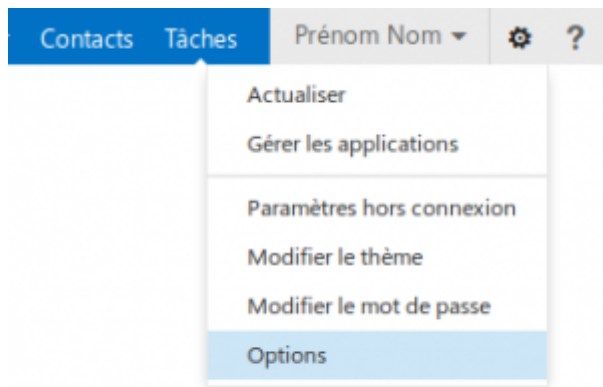 Contacts Tâches Prénom Nom ?
Actualiser
Gérer les applications
Paramètres hors connexion
Modifier le thème
Modifier le mot de passe
Options